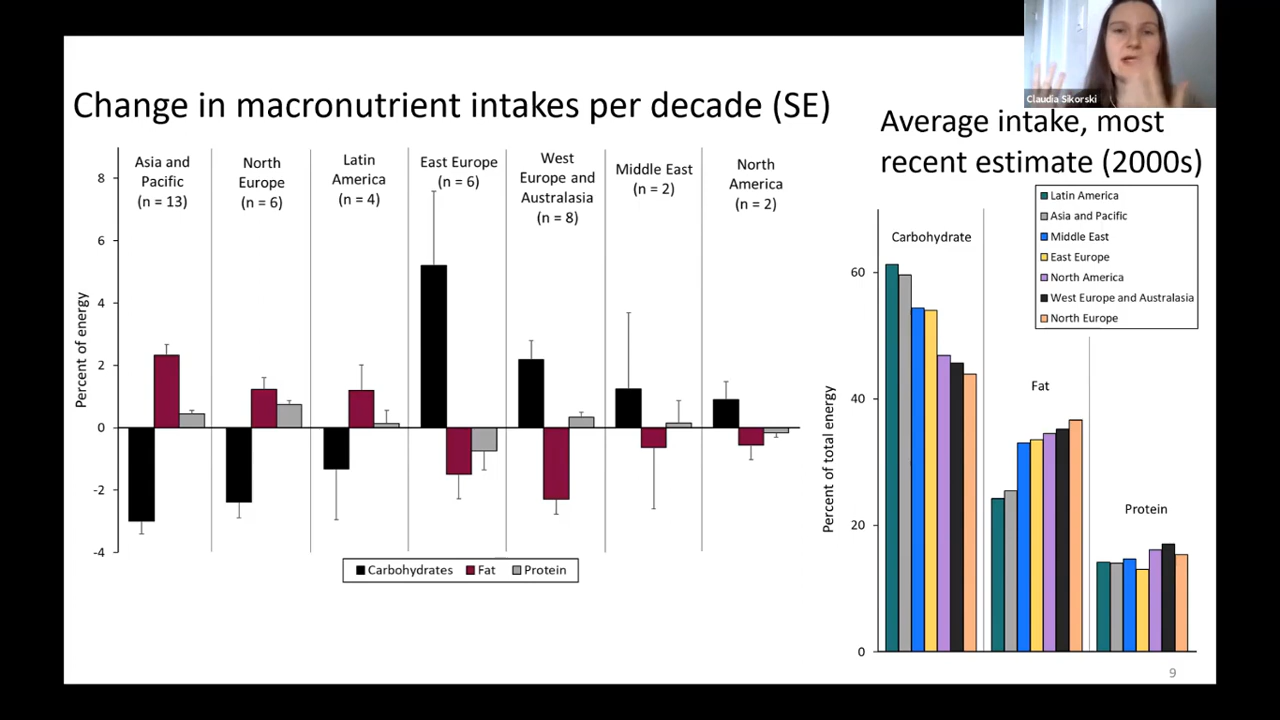 Claudia Sikorski
Change in macronutrient intakes per decade (SE)
Percent of energy
8
6
4
2
0
-2
-4
Asia and
Pacific
(n = 13)
North
Europe
(n = 6)
Latin
America
(n = 4)
East Europe
(n = 6)
West
Europe and
Australasia
(n = 8)
Middle East
(n = 2)
North
America
(n = 2)
Carbohydrates
Fat
Protein
Average intake, most
recent estimate (2000s)
Latin America
Asia and Pacific
Middle East
East Europe
North America
West Europe and Australasia
North Europe
Percent of total energy
60
40
20
0
Carbohydrate
Fat
Protein
9